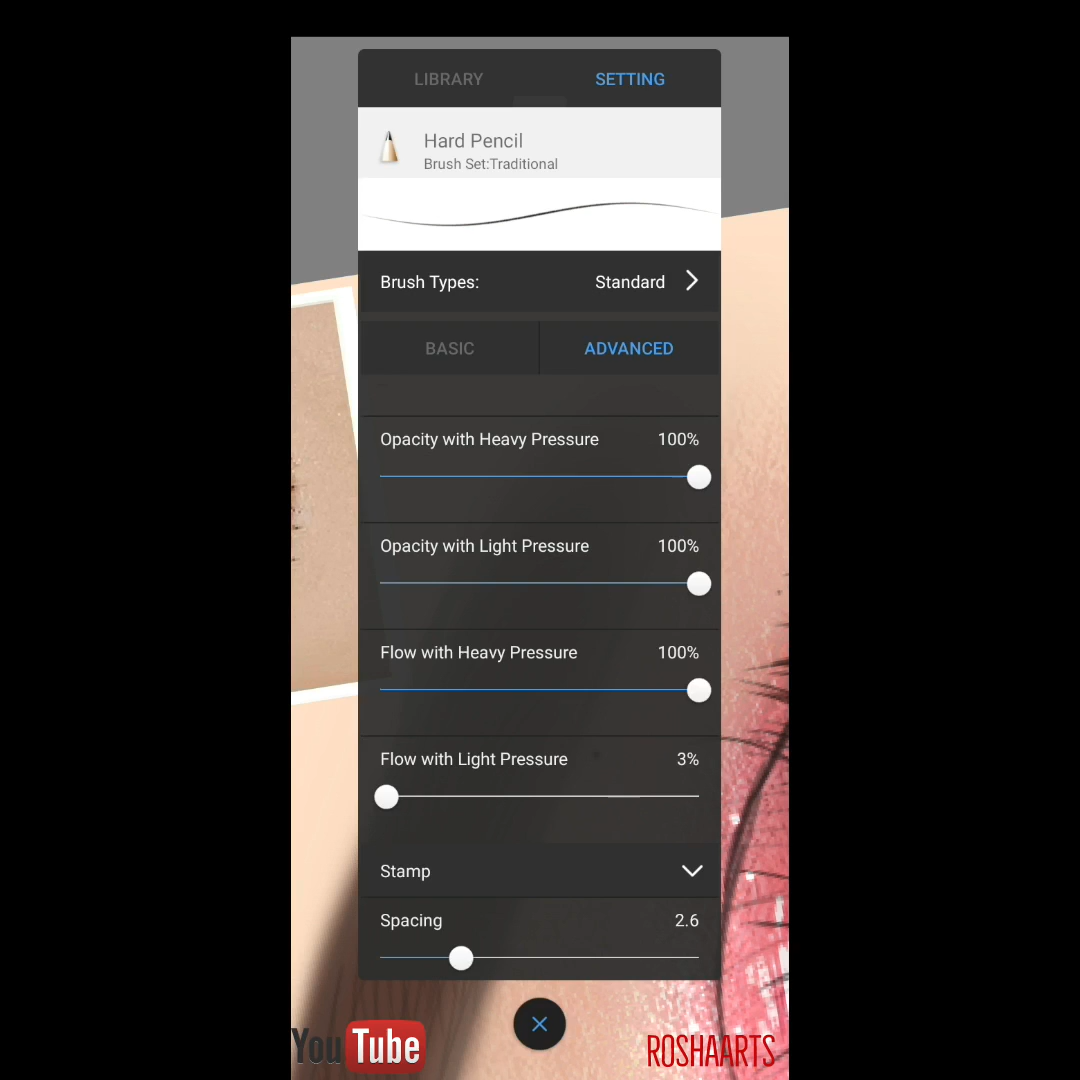 LIBRARY SETTING
Hard Pencil
Brush Set:Traditional
Brush Types: Standard
BASIC ADVANCED
Opacity with Heavy Pressure 100%
Opacity with Light Pressure 100%
Flow with Heavy Pressure 100%
Flow with Light Pressure 3%
Stamp
Spacing 2.6
YouTube ROSHAARTS